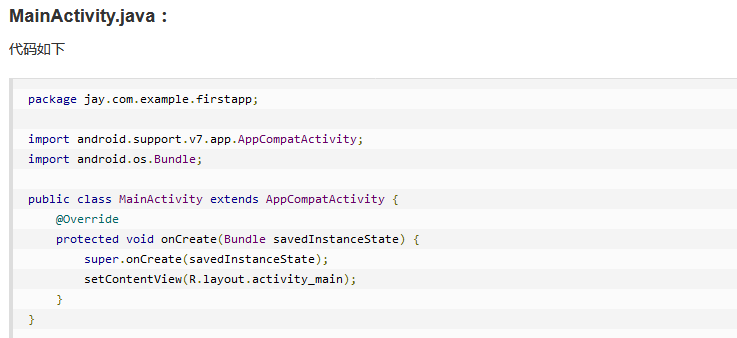 MainActivity.java：
代码如下
package jay.com.example.firstapp;
import android.support.v7.app.AppCompatActivity;
import android.os.Bundle;
public class MainActivity extends AppCompatActivity {
    @Override
    protected void onCreate(Bundle savedInstanceState) {
        super.onCreate(savedInstanceState);
        setContentView(R.layout.activity_main);
    }
}